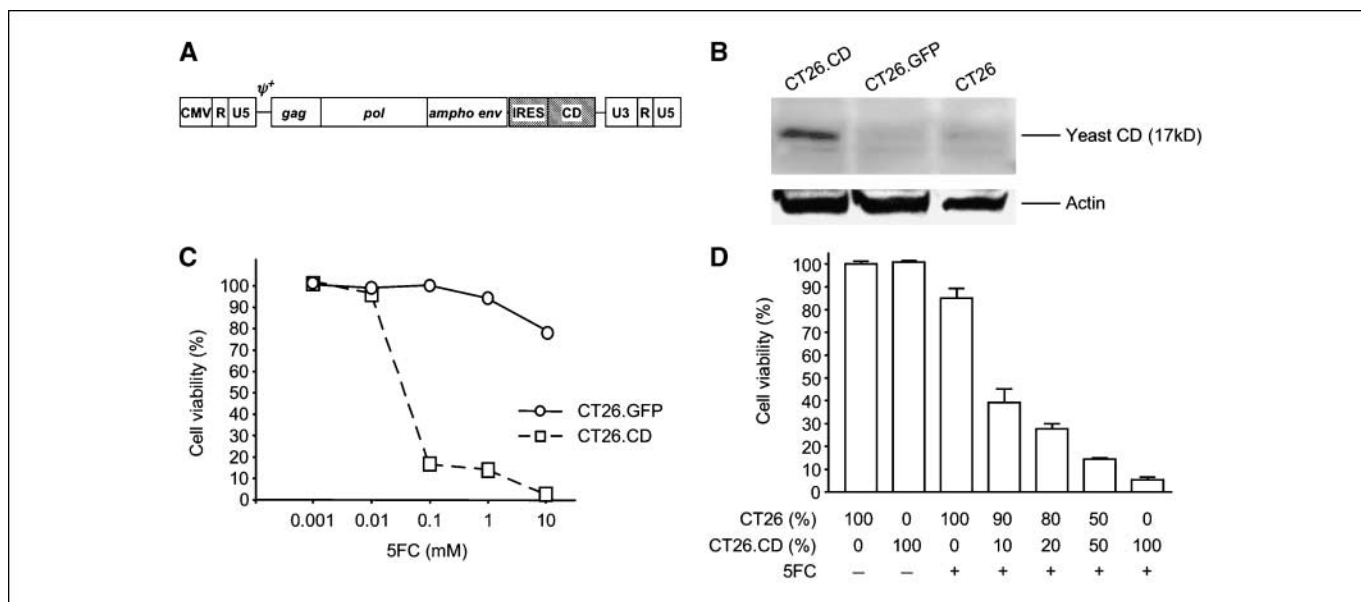 A
ψ+
CMV R U5 gag pol ampho env IRES CD U3 R U5
B
CT26.CD CT26.GFP CT26
Yeast CD (17kD)
Actin
C
Cell viability (%)
100
90
80
70
60
50
40
30
20
10
0
0.001 0.01 0.1 1 10
5FC (mM)
CT26.GFP
CT26.CD
D
Cell viability (%)
100
90
80
70
60
50
40
30
20
10
0
CT26 (%) 100 0 100 90 80 50 0
CT26.CD (%) 0 100 0 10 20 50 100
5FC – – + + + + +